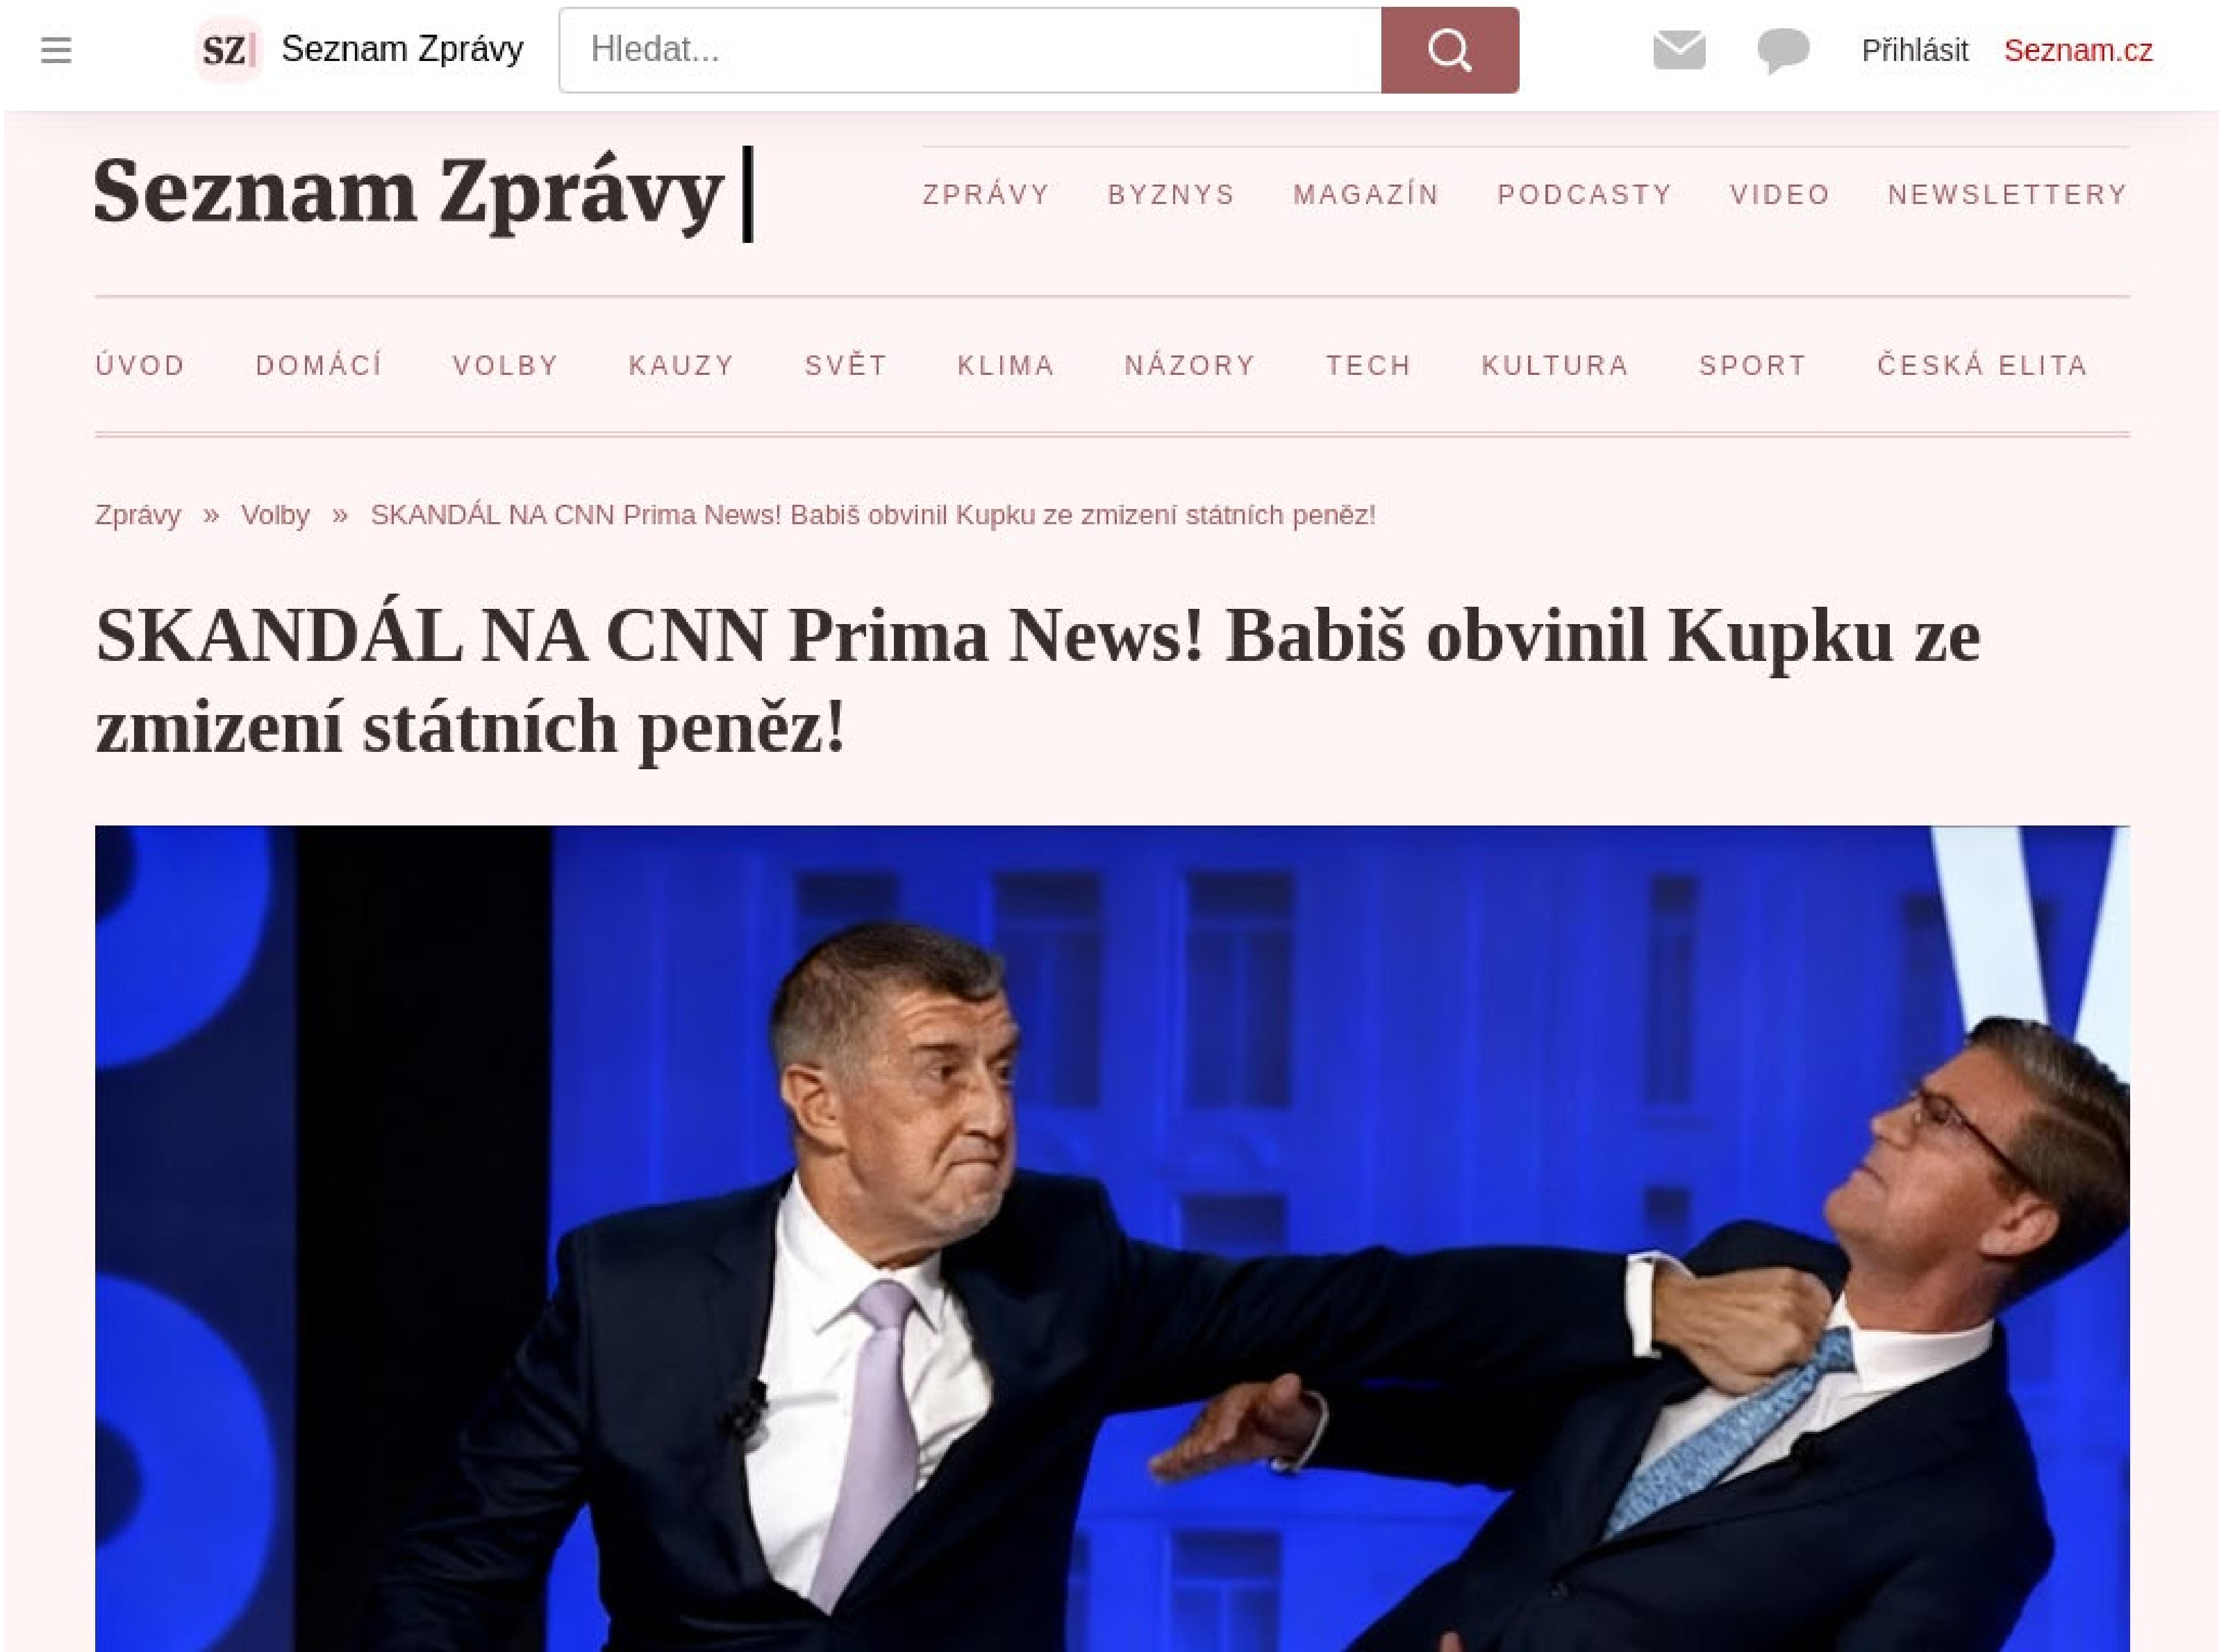 SZ Seznam Zprávy Hledat... Přihlásit Seznam.cz
Seznam Zprávy
ZPRÁVY BYZNYS MAGAZÍN PODCASTY VIDEO NEWSLETTERY
ÚVOD DOMÁCÍ VOLBY KAUZY SVĚT KLIMA NÁZORY TECH KULTURA SPORT ČESKÁ ELITA
Zprávy » Volby » SKANDÁL NA CNN Prima News! Babiš obvinil Kupku ze zmizení státních peněz!
SKANDÁL NA CNN Prima News! Babiš obvinil Kupku ze
zmizení státních peněz!